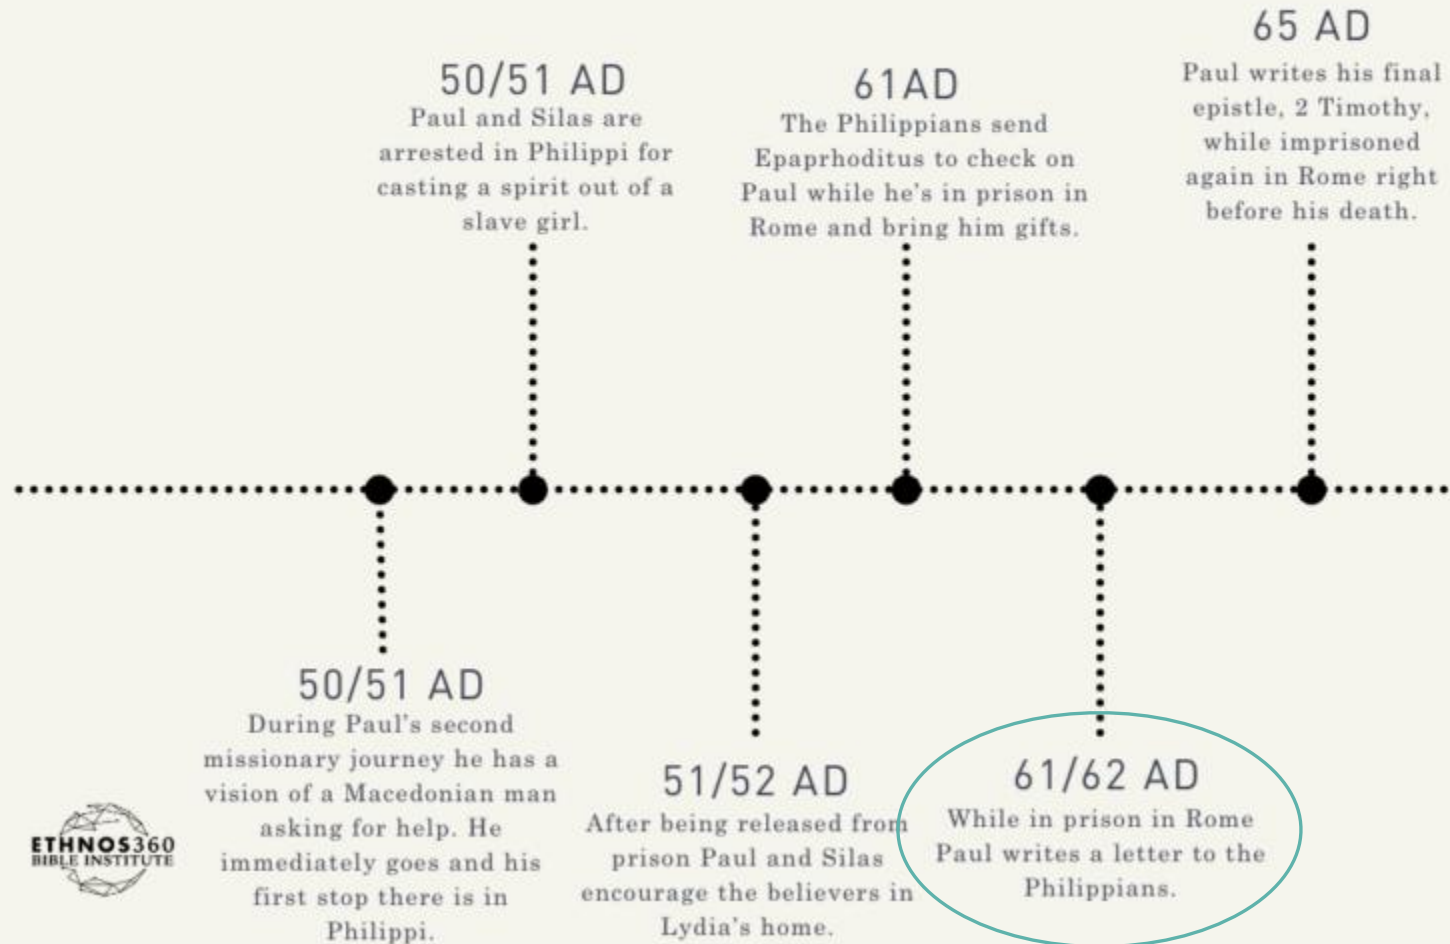 50/51 AD
Paul and Silas are
arrested in Philippi for
casting a spirit out of a
slave girl.
61AD
The Philippians send
Epaprhoditus to check on
Paul while he's in prison in
Rome and bring him gifts.
65 AD
Paul writes his final
epistle, 2 Timothy,
while imprisoned
again in Rome right
before his death.
50/51 AD
During Paul's second
missionary journey he has a
vision of a Macedonian man
asking for help. He
immediately goes and his
first stop there is in
Philippi.
51/52 AD
After being released from
prison Paul and Silas
encourage the believers in
Lydia's home.
61/62 AD
While in prison in Rome
Paul writes a letter to the
Philippians.
ETHNOS360
BIBLE INSTITUTE